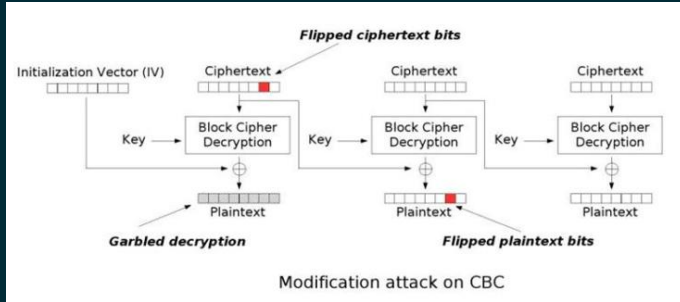 Flipped ciphertext bits
Initialization Vector (IV)
Ciphertext
Ciphertext
Ciphertext
Key
Block Cipher
Decryption
Key
Block Cipher
Decryption
Key
Block Cipher
Decryption
Plaintext
Plaintext
Plaintext
Garbled decryption
Flipped plaintext bits
Modification attack on CBC